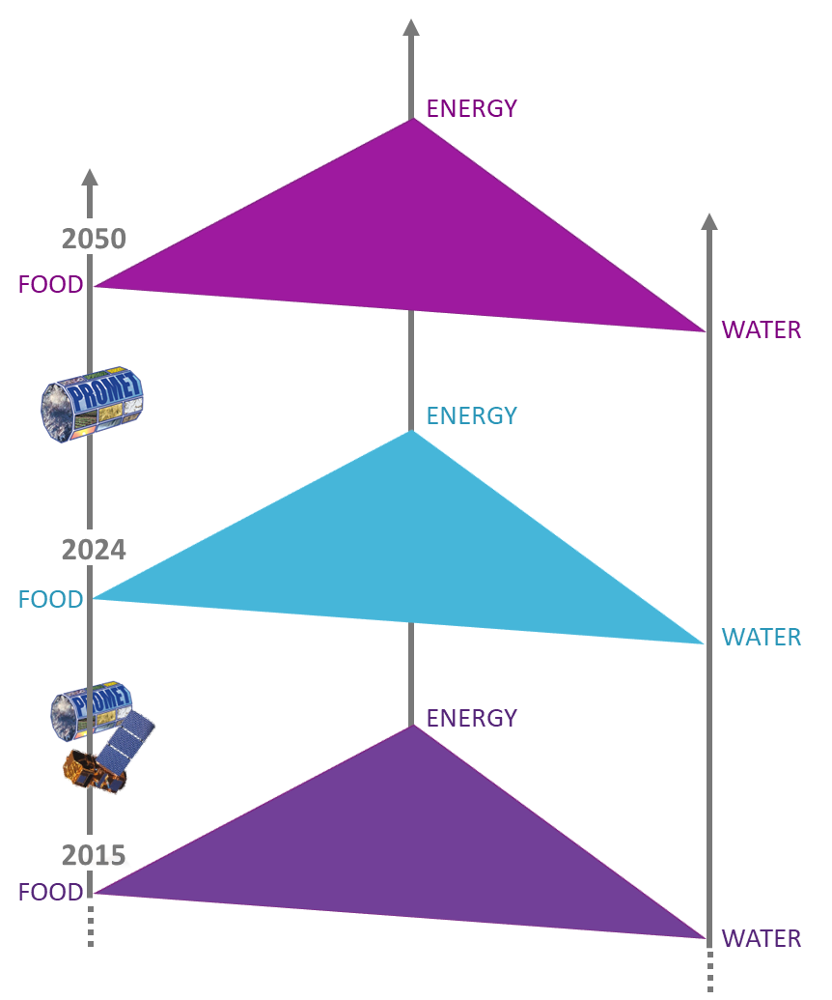 ENERGY
2050
FOOD
WATER
PROMET
ENERGY
2024
FOOD
WATER
PROMET
ENERGY
2015
FOOD
WATER